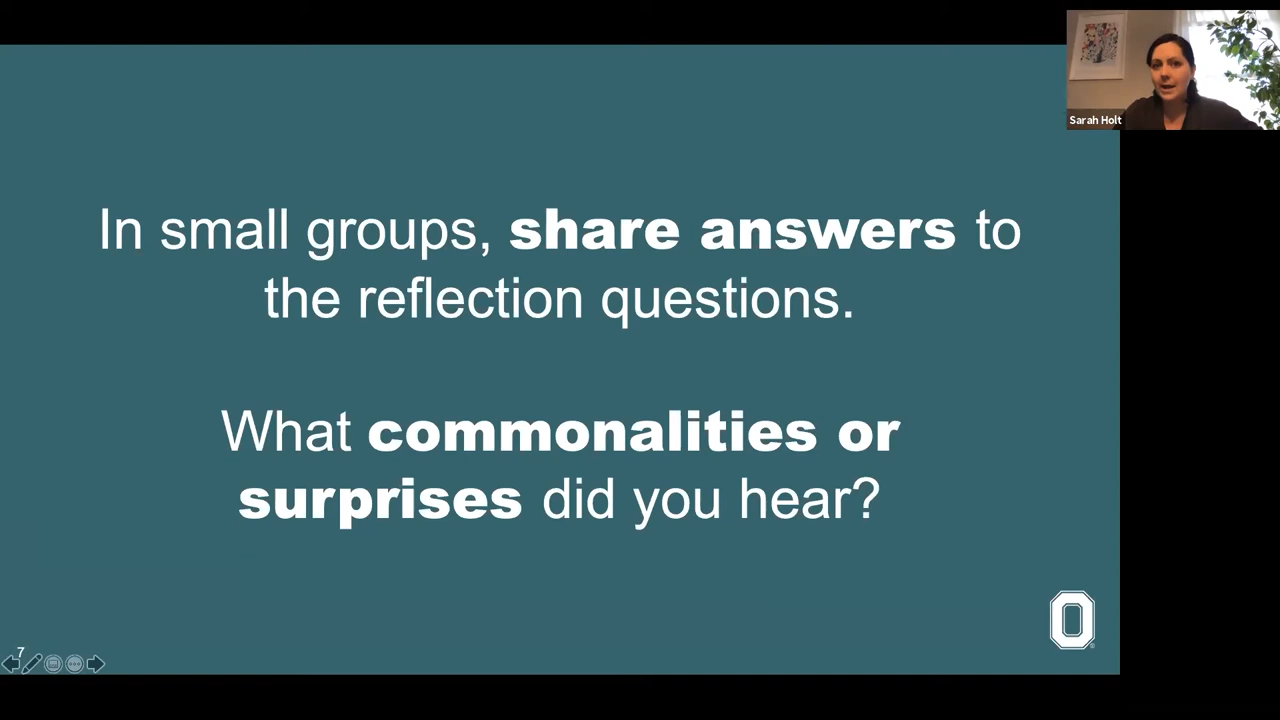 Sarah Holt
In small groups, share answers to
the reflection questions.
What commonalities or
surprises did you hear?
O
7